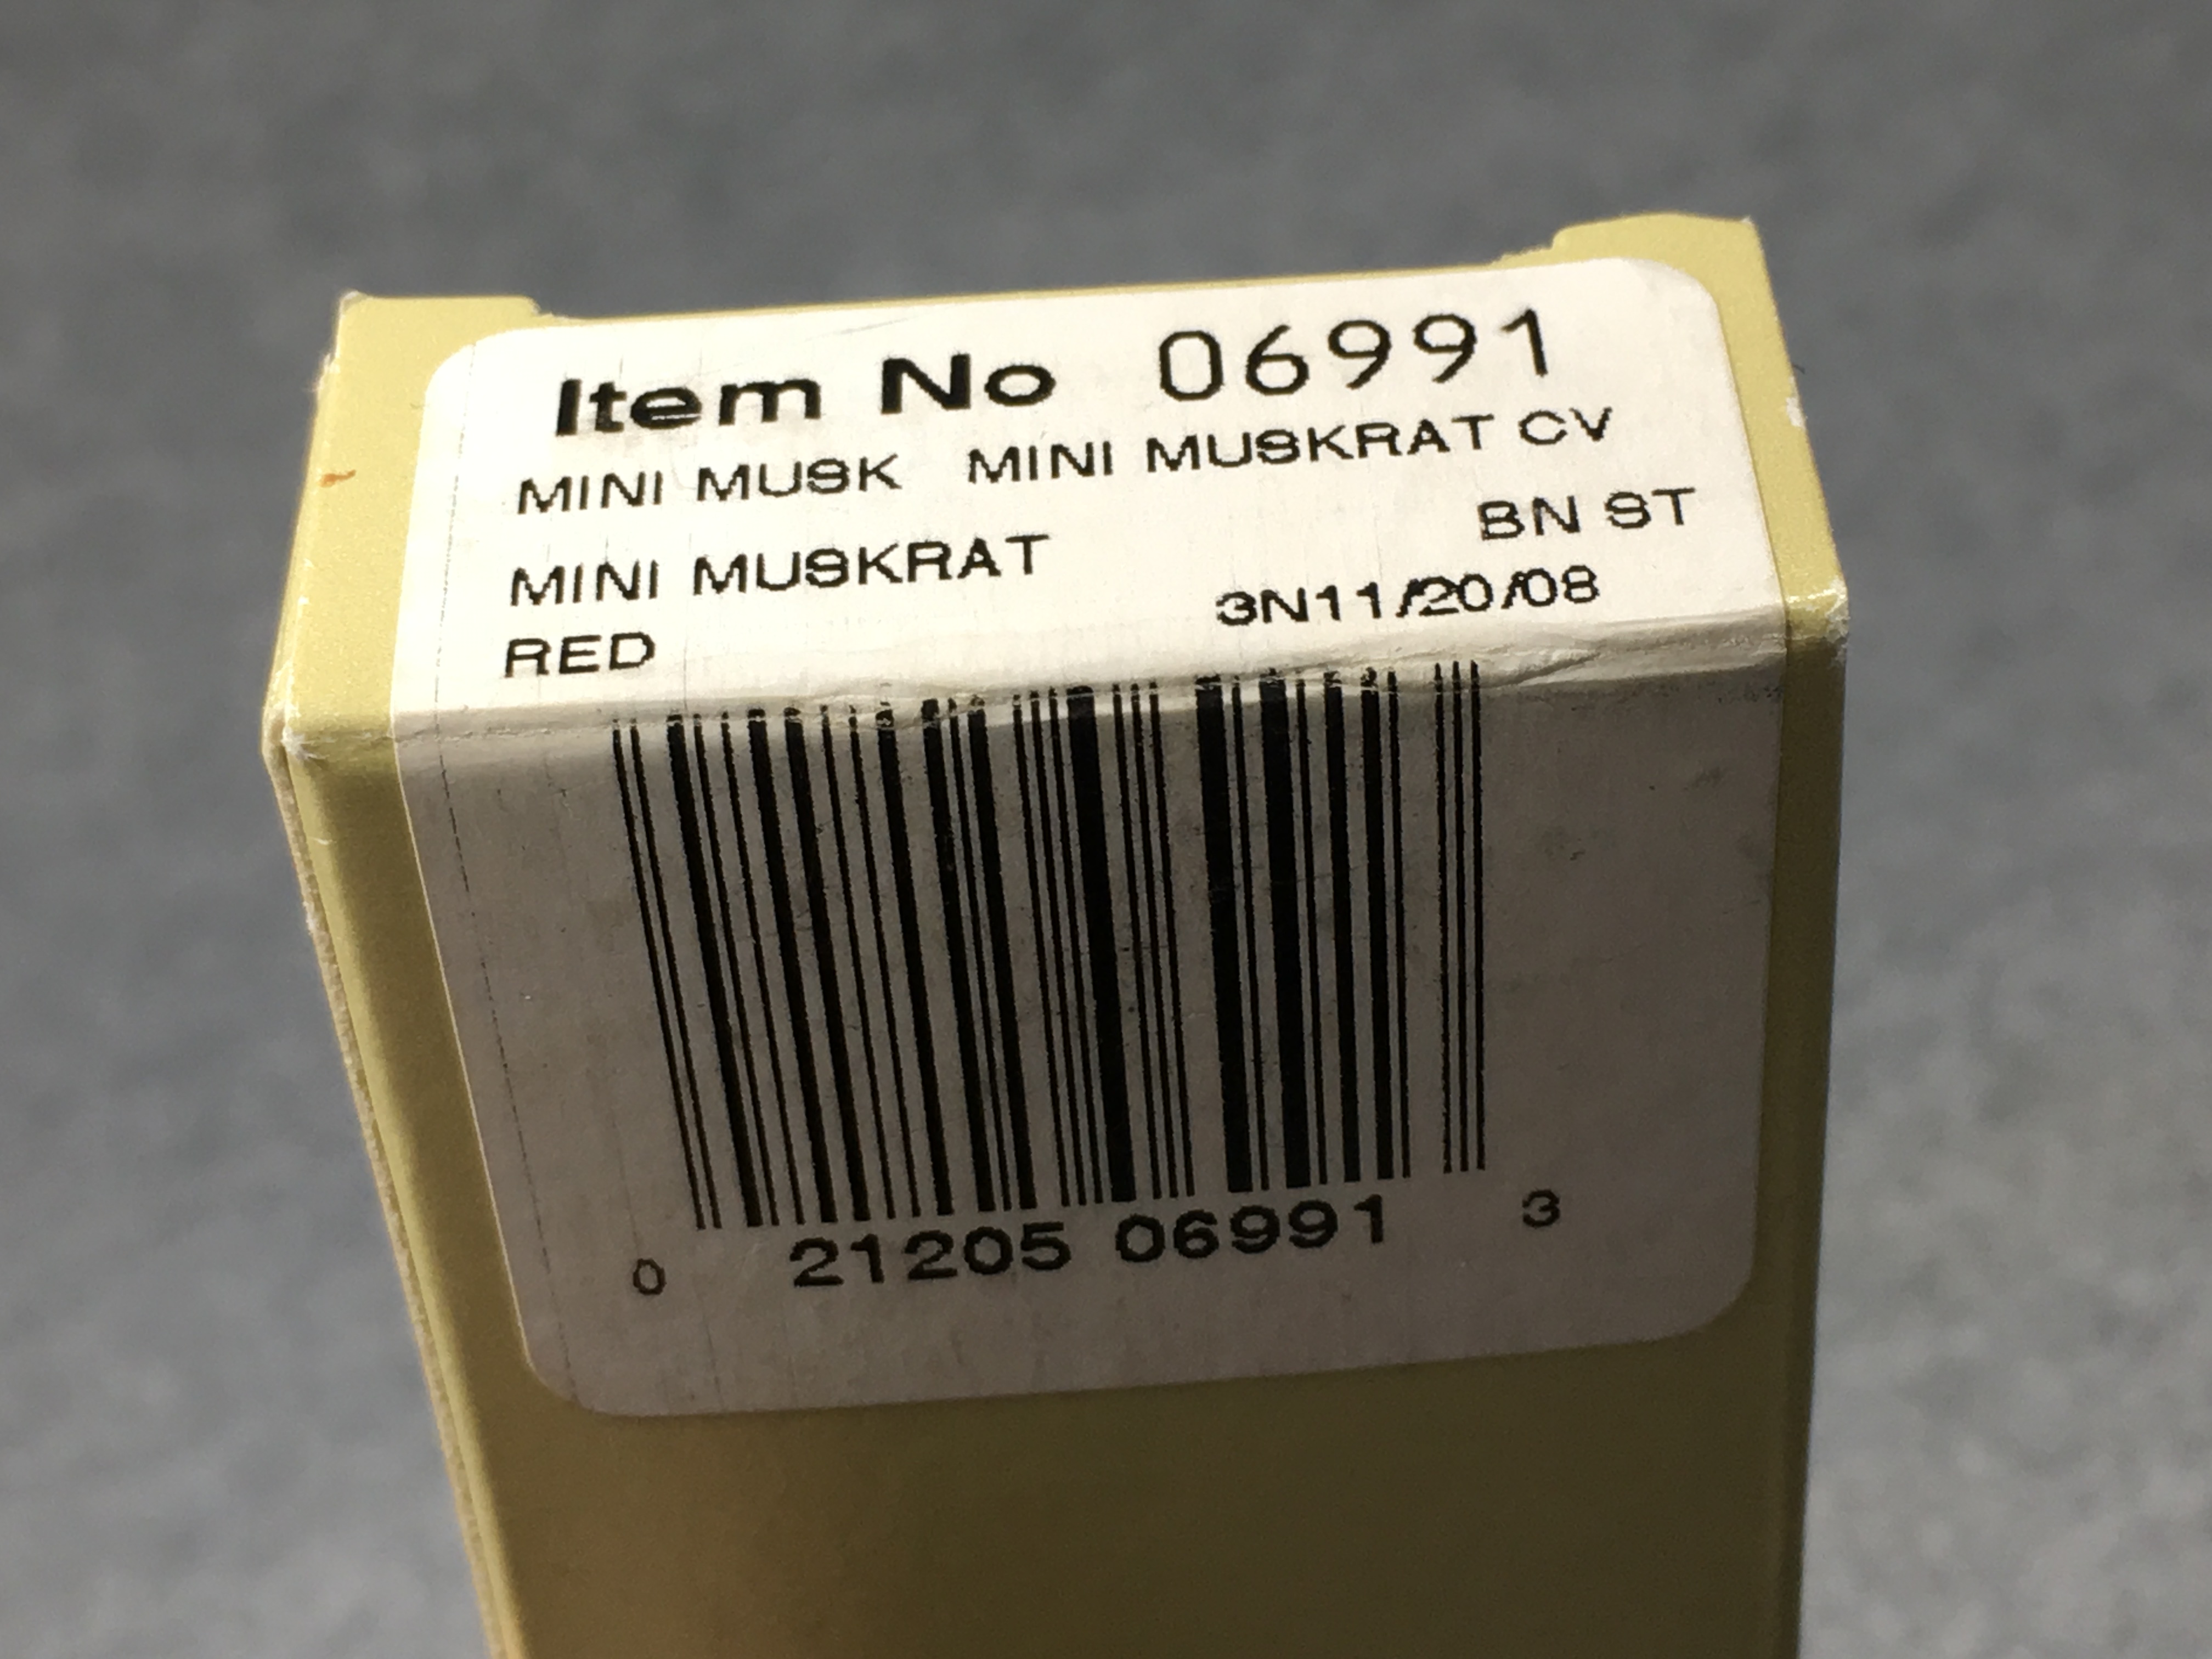 Item No 06991
MINI MUSK MINI MUSKRAT CV
BN ST
MINI MUSKRAT
3N11/20/08
RED
0 21205 06991 3